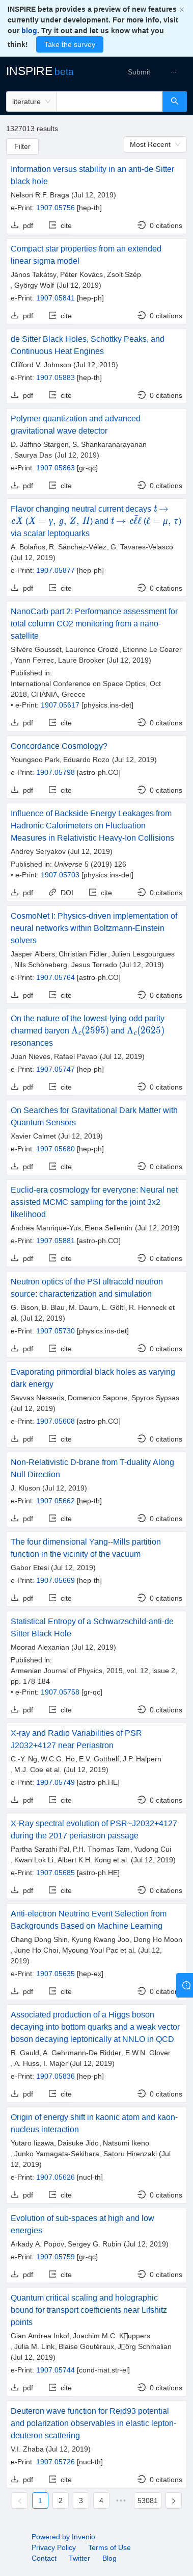 INSPIRE beta provides a preview of new features
currently under development. For more info, visit
our blog. Try it out and let us know what you
think! Take the survey
INSPIRE beta Submit ...
literature
1327013 results
Filter Most Recent
Information versus stability in an anti-de Sitter
black hole
Nelson R.F. Braga (Jul 12, 2019)
e-Print: 1907.05756 [hep-th]
pdf cite 0 citations
Compact star properties from an extended
linear sigma model
János Takátsy, Péter Kovács, Zsolt Szép
, György Wolf (Jul 12, 2019)
e-Print: 1907.05841 [hep-ph]
pdf cite 0 citations
de Sitter Black Holes, Schottky Peaks, and
Continuous Heat Engines
Clifford V. Johnson (Jul 12, 2019)
e-Print: 1907.05883 [hep-th]
pdf cite 0 citations
Polymer quantization and advanced
gravitational wave detector
D. Jaffino Stargen, S. Shankaranarayanan
, Saurya Das (Jul 12, 2019)
e-Print: 1907.05863 [gr-qc]
pdf cite 0 citations
Flavor changing neutral current decays t →
cX (X = γ, g, Z, H) and t → cℓ̄ℓ (ℓ = μ, τ)
via scalar leptoquarks
A. Bolaños, R. Sánchez-Vélez, G. Tavares-Velasco
(Jul 12, 2019)
e-Print: 1907.05877 [hep-ph]
pdf cite 0 citations
NanoCarb part 2: Performance assessment for
total column CO2 monitoring from a nano-
satellite
Silvère Gousset, Laurence Croizé, Etienne Le Coarer
, Yann Ferrec, Laure Brooker (Jul 12, 2019)
Published in:
International Conference on Space Optics, Oct
2018, CHANIA, Greece
• e-Print: 1907.05617 [physics.ins-det]
pdf cite 0 citations
Concordance Cosmology?
Youngsoo Park, Eduardo Rozo (Jul 12, 2019)
e-Print: 1907.05798 [astro-ph.CO]
pdf cite 0 citations
Influence of Backside Energy Leakages from
Hadronic Calorimeters on Fluctuation
Measures in Relativistic Heavy-Ion Collisions
Andrey Seryakov (Jul 12, 2019)
Published in: Universe 5 (2019) 126
• e-Print: 1907.05703 [physics.ins-det]
pdf DOI cite 0 citations
CosmoNet I: Physics-driven implementation of
neural networks within Boltzmann-Einstein
solvers
Jasper Albers, Christian Fidler, Julien Lesgourgues
, Nils Schöneberg, Jesus Torrado (Jul 12, 2019)
e-Print: 1907.05764 [astro-ph.CO]
pdf cite 0 citations
On the nature of the lowest-lying odd parity
charmed baryon Λc(2595) and Λc(2625)
resonances
Juan Nieves, Rafael Pavao (Jul 12, 2019)
e-Print: 1907.05747 [hep-ph]
pdf cite 0 citations
On Searches for Gravitational Dark Matter with
Quantum Sensors
Xavier Calmet (Jul 12, 2019)
e-Print: 1907.05680 [hep-ph]
pdf cite 0 citations
Euclid-era cosmology for everyone: Neural net
assisted MCMC sampling for the joint 3x2
likelihood
Andrea Manrique-Yus, Elena Sellentin (Jul 12, 2019)
e-Print: 1907.05881 [astro-ph.CO]
pdf cite 0 citations
Neutron optics of the PSI ultracold neutron
source: characterization and simulation
G. Bison, B. Blau, M. Daum, L. Göltl, R. Henneck et
al. (Jul 12, 2019)
e-Print: 1907.05730 [physics.ins-det]
pdf cite 0 citations
Evaporating primordial black holes as varying
dark energy
Savvas Nesseris, Domenico Sapone, Spyros Sypsas
(Jul 12, 2019)
e-Print: 1907.05608 [astro-ph.CO]
pdf cite 0 citations
Non-Relativistic D-brane from T-duality Along
Null Direction
J. Kluson (Jul 12, 2019)
e-Print: 1907.05662 [hep-th]
pdf cite 0 citations
The four dimensional Yang--Mills partition
function in the vicinity of the vacuum
Gabor Etesi (Jul 12, 2019)
e-Print: 1907.05669 [hep-th]
pdf cite 0 citations
Statistical Entropy of a Schwarzschild-anti-de
Sitter Black Hole
Moorad Alexanian (Jul 12, 2019)
Published in:
Armenian Journal of Physics, 2019, vol. 12, issue 2,
pp. 178-184
• e-Print: 1907.05758 [gr-qc]
pdf cite 0 citations
X-ray and Radio Variabilities of PSR
J2032+4127 near Periastron
C.-Y. Ng, W.C.G. Ho, E.V. Gotthelf, J.P. Halpern
, M.J. Coe et al. (Jul 12, 2019)
e-Print: 1907.05749 [astro-ph.HE]
pdf cite 0 citations
X-Ray spectral evolution of PSR~J2032+4127
during the 2017 periastron passage
Partha Sarathi Pal, P.H. Thomas Tam, Yudong Cui
, Kwan Lok Li, Albert K.H. Kong et al. (Jul 12, 2019)
e-Print: 1907.05685 [astro-ph.HE]
pdf cite 0 citations
Anti-electron Neutrino Event Selection from
Backgrounds Based on Machine Learning
Chang Dong Shin, Kyung Kwang Joo, Dong Ho Moon
, June Ho Choi, Myoung Youl Pac et al. (Jul 12,
2019)
e-Print: 1907.05635 [hep-ex]
pdf cite 0 citations
Associated production of a Higgs boson
decaying into bottom quarks and a weak vector
boson decaying leptonically at NNLO in QCD
R. Gauld, A. Gehrmann-De Ridder, E.W.N. Glover
, A. Huss, I. Majer (Jul 12, 2019)
e-Print: 1907.05836 [hep-ph]
pdf cite 0 citations
Origin of energy shift in kaonic atom and kaon-
nucleus interaction
Yutaro Iizawa, Daisuke Jido, Natsumi Ikeno
, Junko Yamagata-Sekihara, Satoru Hirenzaki (Jul
12, 2019)
e-Print: 1907.05626 [nucl-th]
pdf cite 0 citations
Evolution of sub-spaces at high and low
energies
Arkady A. Popov, Sergey G. Rubin (Jul 12, 2019)
e-Print: 1907.05759 [gr-qc]
pdf cite 0 citations
Quantum critical scaling and holographic
bound for transport coefficients near Lifshitz
points
Gian Andrea Inkof, Joachim M.C. K�uppers
, Julia M. Link, Blaise Goutéraux, J�örg Schmalian
(Jul 12, 2019)
e-Print: 1907.05744 [cond-mat.str-el]
pdf cite 0 citations
Deuteron wave function for Reid93 potential
and polarization observables in elastic lepton-
deuteron scattering
V.I. Zhaba (Jul 12, 2019)
e-Print: 1907.05726 [nucl-th]
pdf cite 0 citations
< 1 2 3 4 ••• 53081 >
Powered by Invenio
Privacy Policy Terms of Use
Contact Twitter Blog